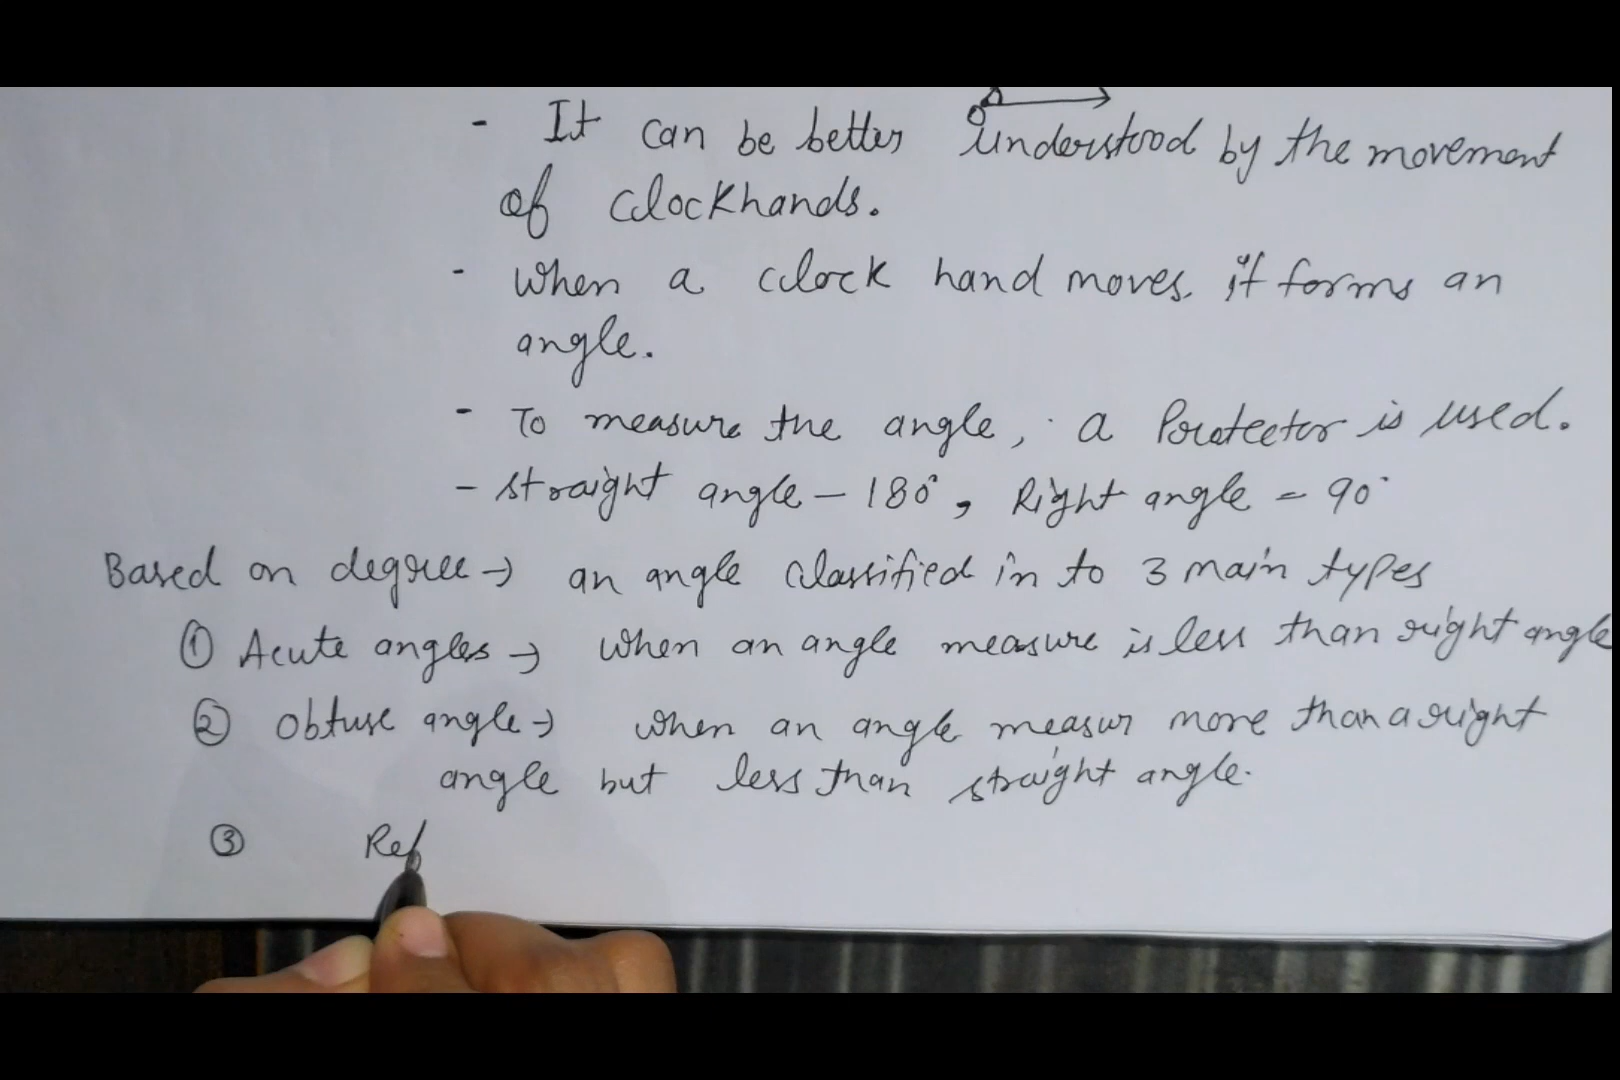 O
- It can be better understood by the movement
of clockhands.
- When a clock hand moves, it forms an
angle.
- To measure the angle, a Protector is used.
- straight angle - 180°, Right angle - 90°
Based on degree → an angle classified in to 3 main types
① Acute angles → When an angle measure is less than right angle
② Obtuse angle → when an angle measur more than a right
angle but less than straight angle.
③ Ref